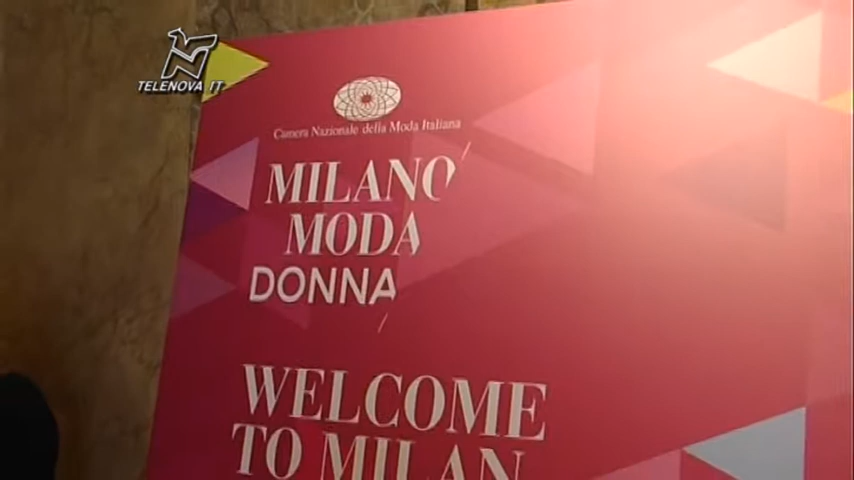 TELENOVA IT
Camera Nazionale della Moda Italiana
MILANO
MODA
DONNA
WELCOME
TO MILAN